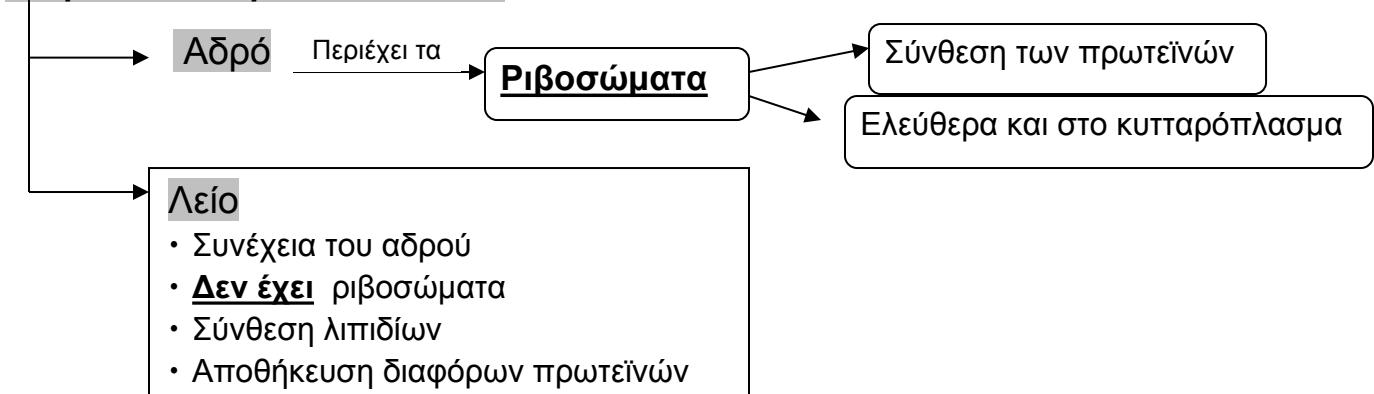 Αδρό
Περιέχει τα
Ριβοσώματα
Σύνθεση των πρωτεϊνών
Ελεύθερα και στο κυτταρόπλασμα
Λείο
· Συνέχεια του αδρού
· Δεν έχει ριβοσώματα
· Σύνθεση λιπιδίων
· Αποθήκευση διαφόρων πρωτεϊνών